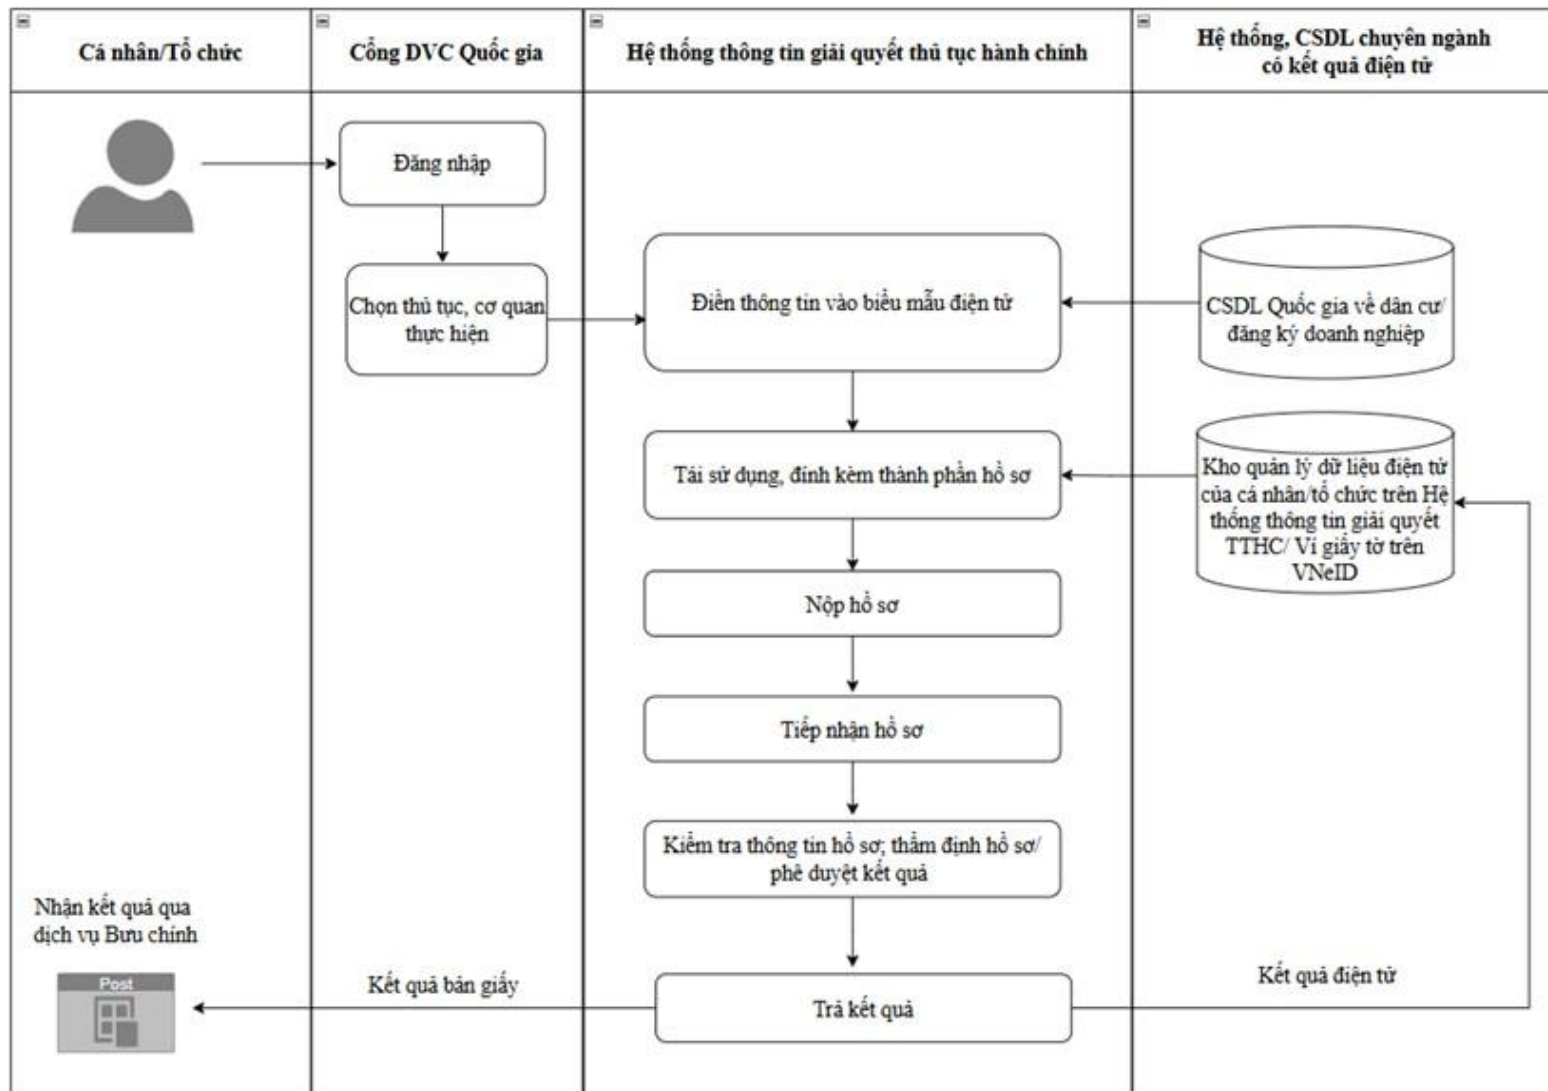 Cá nhân/Tổ chức
Cổng DVC Quốc gia
Hệ thống thông tin giải quyết thủ tục hành chính
Hệ thống, CSDL chuyên ngành
có kết quả điện tử
Đăng nhập
Chọn thủ tục, cơ quan
thực hiện
Điền thông tin vào biểu mẫu điện tử
CSDL Quốc gia về dân cư/
đăng ký doanh nghiệp
Tái sử dụng, đính kèm thành phần hồ sơ
Kho quản lý dữ liệu điện tử
của cá nhân/tổ chức trên Hệ
thống thông tin giải quyết
TTHC/ Ví giấy tờ trên
VNeID
Nộp hồ sơ
Tiếp nhận hồ sơ
Kiểm tra thông tin hồ sơ; thẩm định hồ sơ/
phê duyệt kết quả
Nhận kết quả qua
dịch vụ Bưu chính
Post
Kết quả bản giấy
Trả kết quả
Kết quả điện tử